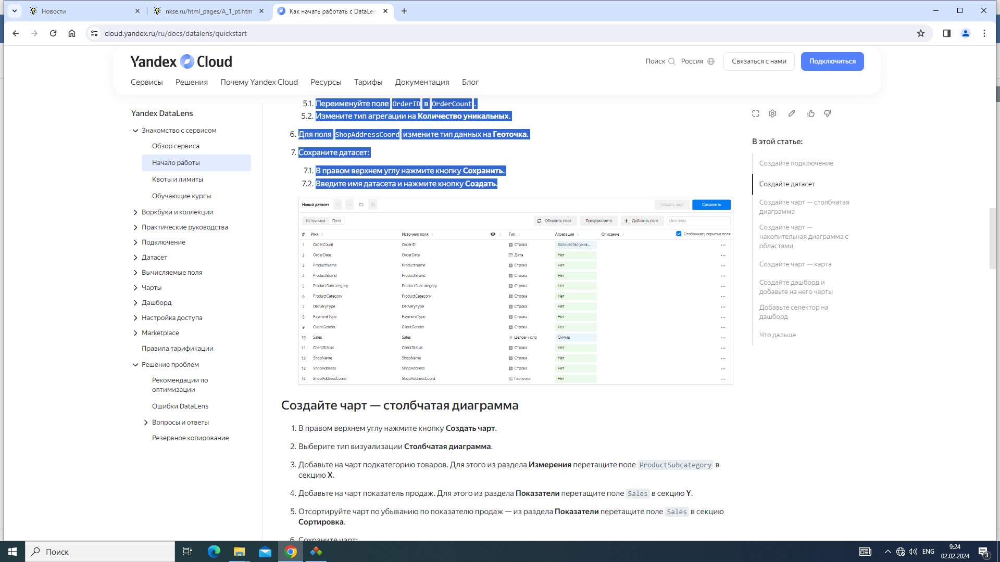 Новости
nkse.ru/html_pages/A_1_pt.htm
Как начать работать с DataLen
cloud.yandex.ru/ru/docs/datalens/quickstart
Yandex Cloud
Поиск
Россия
Связаться с нами
Подключиться
Сервисы Решения Почему Yandex Cloud Ресурсы Тарифы Документация Блог
Yandex DataLens
Знакомство с сервисом
Обзор сервиса
Начало работы
Квоты и лимиты
Обучающие курсы
Воркбуки и коллекции
Практические руководства
Подключение
Датасет
Вычисляемые поля
Чарты
Дашборд
Настройка доступа
Marketplace
Правила тарификации
Решение проблем
Рекомендации по
оптимизации
Ошибки DataLens
Вопросы и ответы
Резервное копирование
5.1. Переименуйте поле OrderID в OrderCount.
5.2. Измените тип агрегации на Количество уникальных.
6. Для поля ShopAddressCoord измените тип данных на Геоточка.
7. Сохраните датасет:
7.1. В правом верхнем углу нажмите кнопку Сохранить.
7.2. Введите имя датасета и нажмите кнопку Создать.
Новый датасет Создать чарт Сохранить
Источники Поля Обновить поля Предпросмотр Добавить поле Имя поля
# Имя Источник поля Тип Агрегация Описание Отображать скрытые поля
1 OrderCount OrderID Строка Количество уник...
2 OrderDate OrderDate Дата Нет
3 ProductName ProductName Строка Нет
4 ProductBrand ProductBrand Строка Нет
5 ProductSubcategory ProductSubcategory Строка Нет
6 ProductCategory ProductCategory Строка Нет
7 DeliveryType DeliveryType Строка Нет
8 PaymentType PaymentType Строка Нет
9 ClientGender ClientGender Строка Нет
10 Sales Sales Целое число Сумма
11 ClientStatus ClientStatus Строка Нет
12 ShopName ShopName Строка Нет
13 ShopAddress ShopAddress Строка Нет
14 ShopAddressCoord ShopAddressCoord Геоточка Нет
Создайте чарт — столбчатая диаграмма
1. В правом верхнем углу нажмите кнопку Создать чарт.
2. Выберите тип визуализации Столбчатая диаграмма.
3. Добавьте на чарт подкатегорию товаров. Для этого из раздела Измерения перетащите поле ProductSubcategory в
секцию X.
4. Добавьте на чарт показатель продаж. Для этого из раздела Показатели перетащите поле Sales в секцию Y.
5. Отсортируйте чарт по убыванию по показателю продаж — из раздела Показатели перетащите поле Sales в секцию
Сортировка.
6. Сохраните чарт:
В этой статье:
Создайте подключение
Создайте датасет
Создайте чарт — столбчатая
диаграмма
Создайте чарт —
накопительная диаграмма с
областями
Создайте чарт — карта
Создайте дашборд и
добавьте на него чарты
Добавьте селектор на
дашборд
Что дальше
Поиск
ENG
9:24
02.02.2024
3